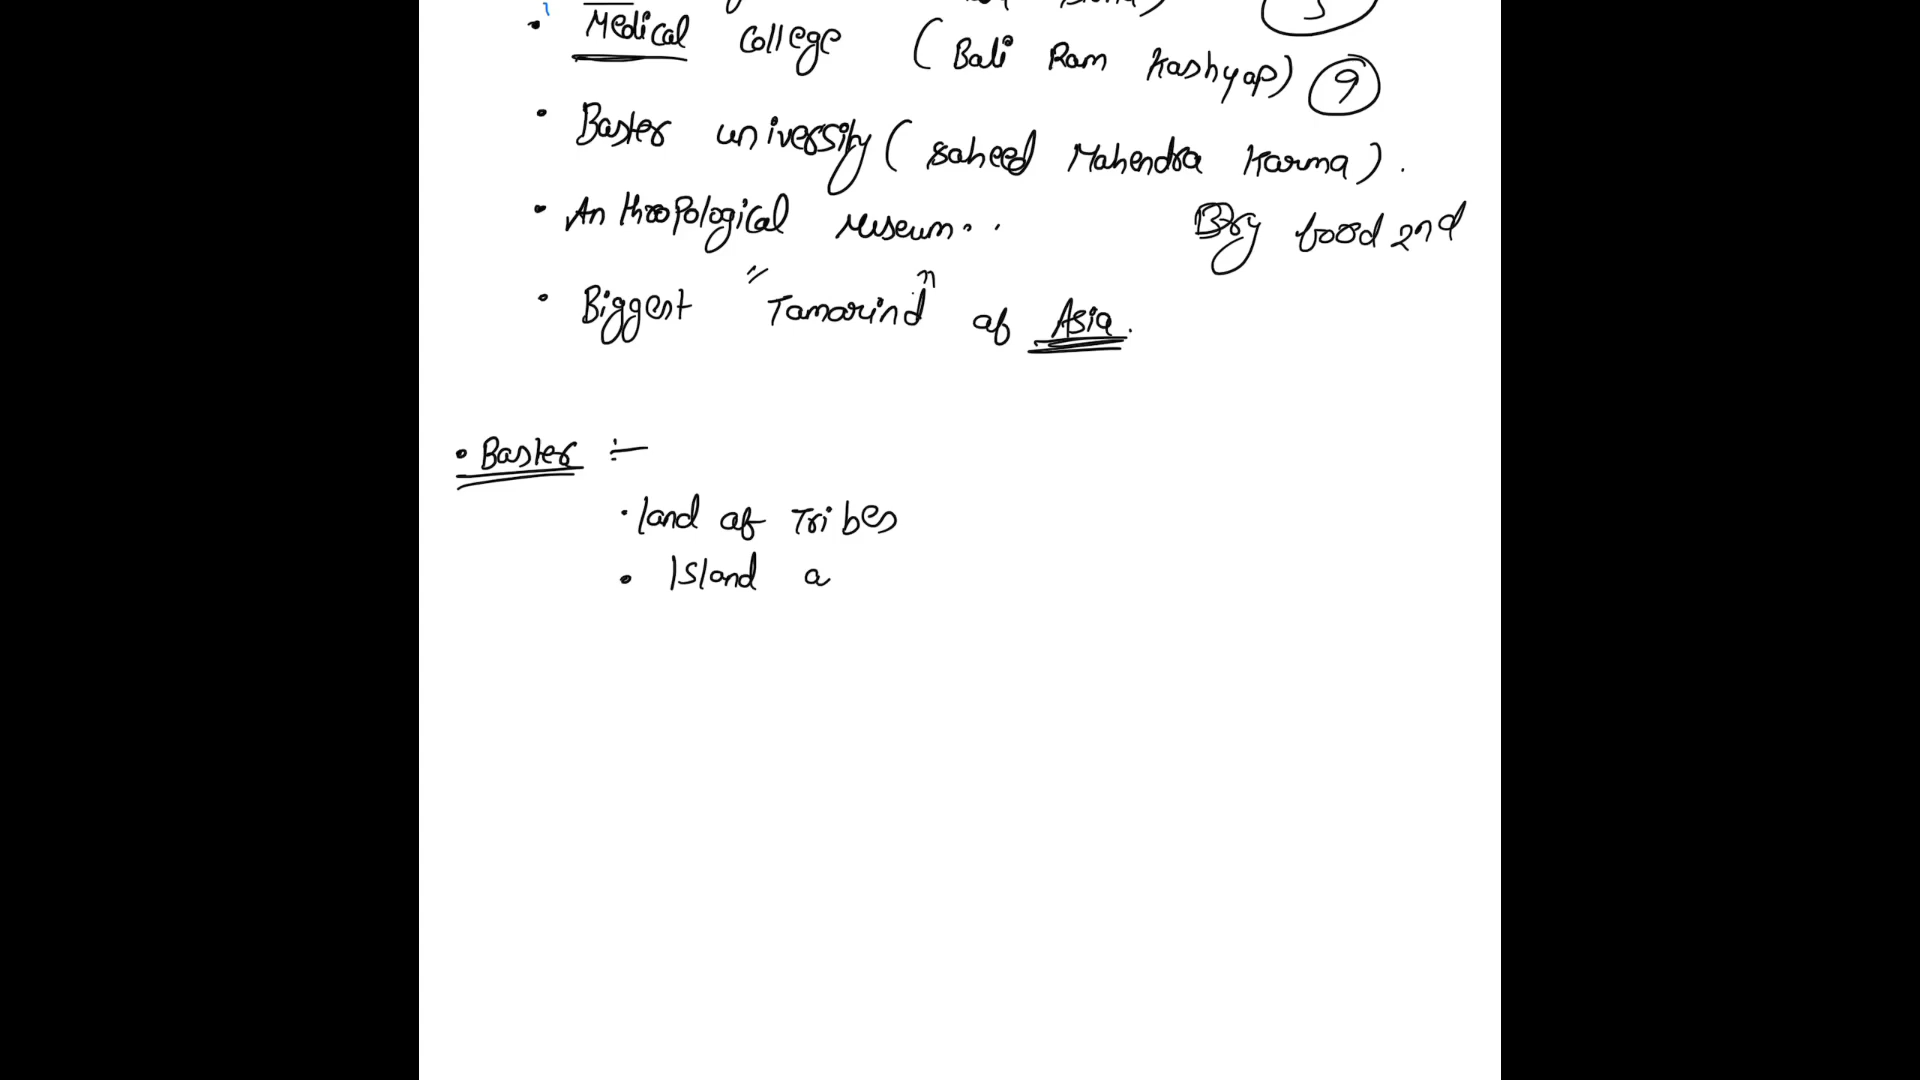 • Medical College (Bali Ram Kashyap) 9
• Baster university (saheed Mahendra Karma).
• Anthropological Museum..
Dry food 2nd
• Biggest "Tamarind" of Asia.
• Baster :-
• land of Tribes
• Island a